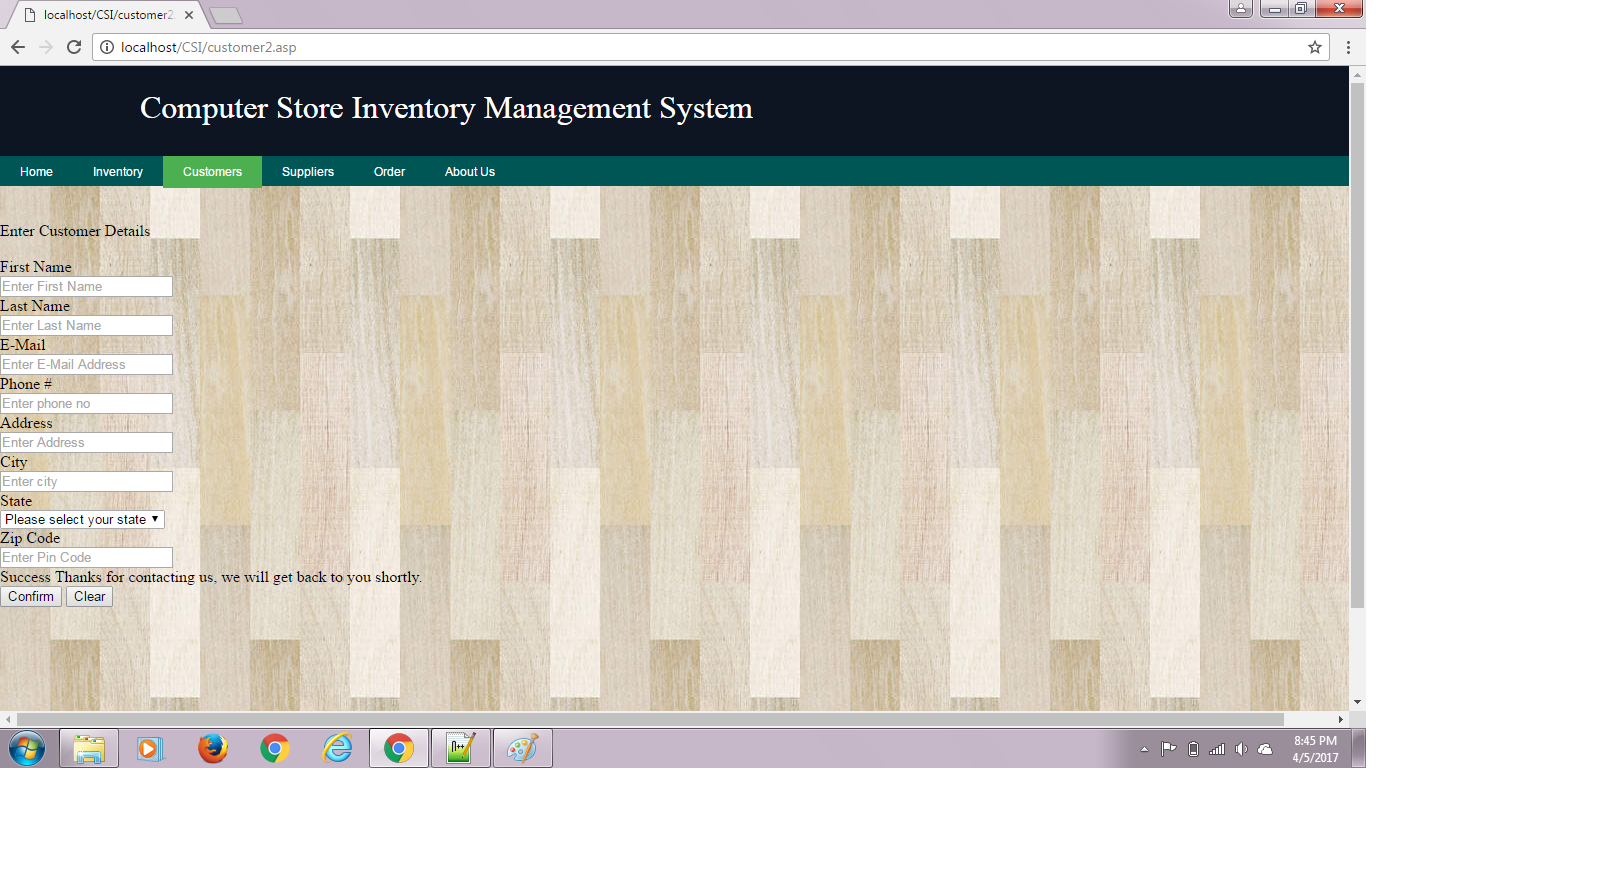 localhost/CSI/customer2
localhost/CSI/customer2.asp
Computer Store Inventory Management System
Home Inventory Customers Suppliers Order About Us
Enter Customer Details
First Name
Enter First Name
Last Name
Enter Last Name
E-Mail
Enter E-Mail Address
Phone #
Enter phone no
Address
Enter Address
City
Enter city
State
Please select your state
Zip Code
Enter Pin Code
Success Thanks for contacting us, we will get back to you shortly.
Confirm Clear
8:45 PM
4/5/2017